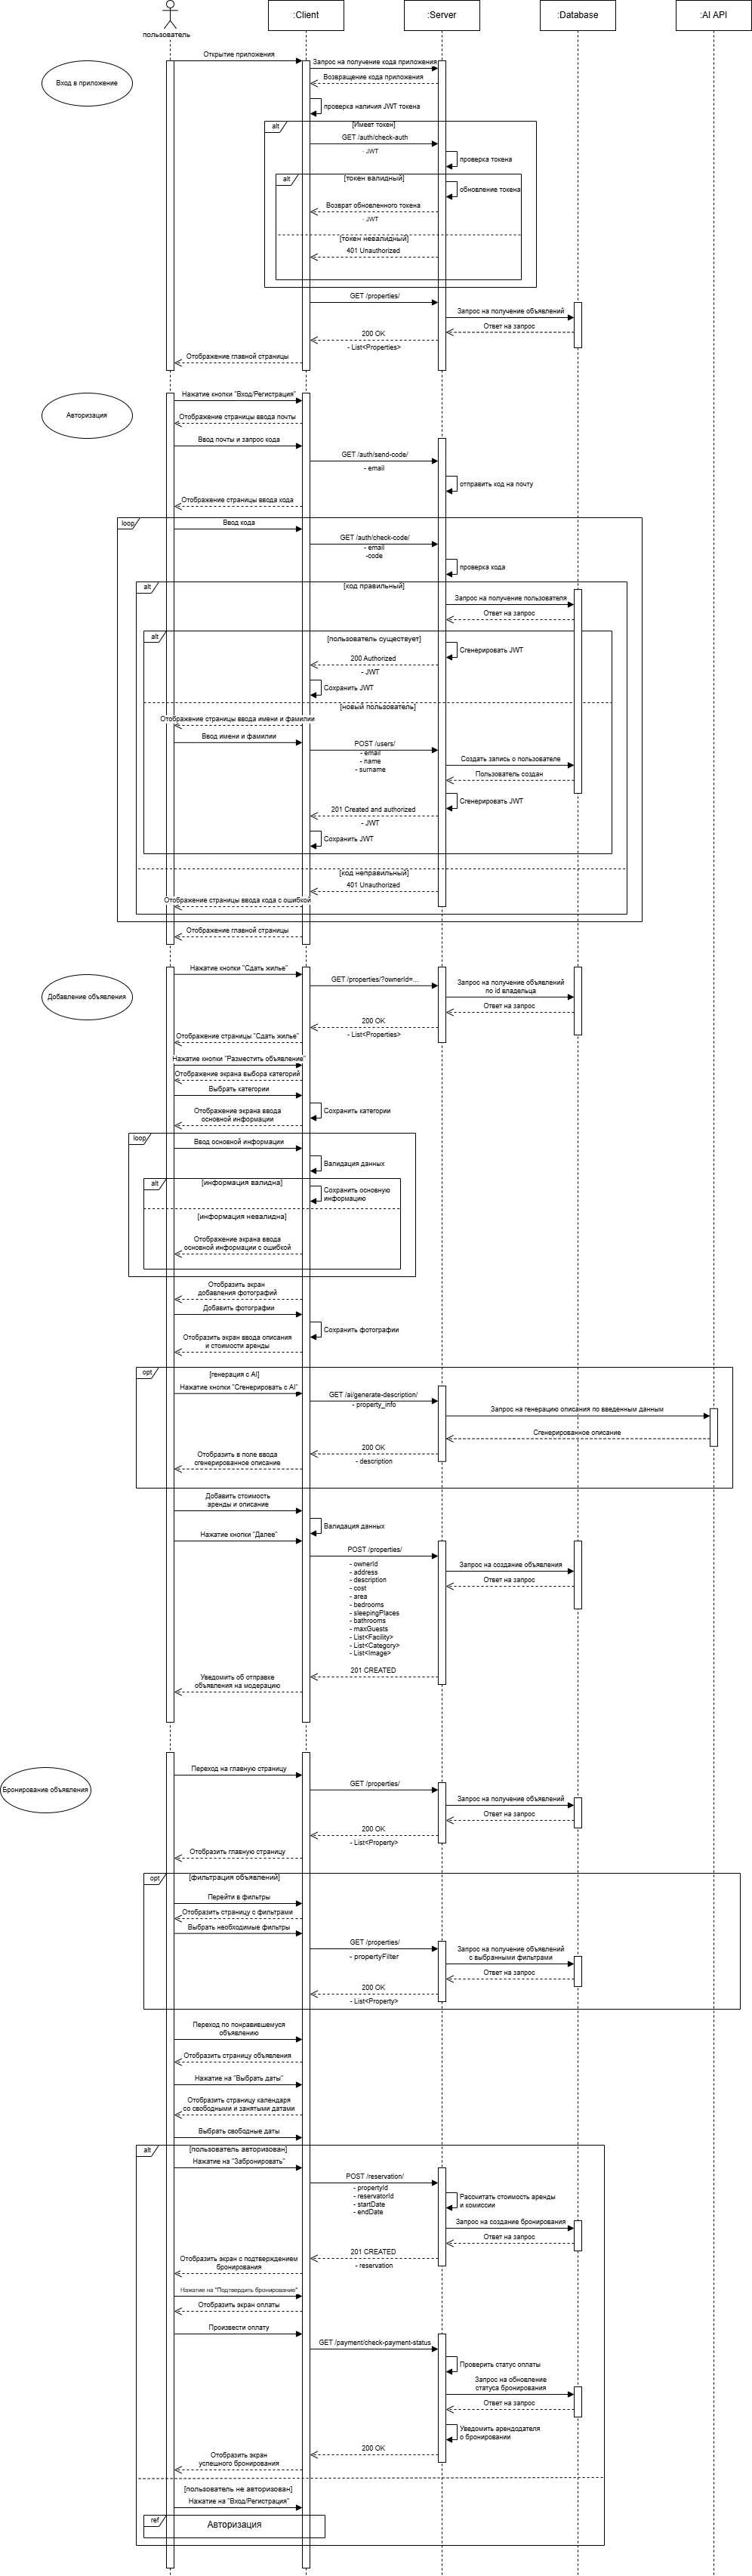 пользователь
:Client
:Server
:Database
:AI API
Вход в приложение
Открытие приложения
Запрос на получение кода приложения
Возвращение кода приложения
проверка наличия JWT токена
alt
[Имеет токен]
GET /auth/check-auth
- JWT
проверка токена
alt
[токен валидный]
обновление токена
Возврат обновленного токена
- JWT
[токен невалидный]
401 Unauthorized
GET /properties/
Запрос на получение объявлений
Ответ на запрос
200 OK
- List<Properties>
Отображение главной страницы
Авторизация
Нажатие кнопки "Вход/Регистрация"
Отображение страницы ввода почты
Ввод почты и запрос кода
GET /auth/send-code/
- email
отправить код на почту
Отображение страницы ввода кода
loop
Ввод кода
GET /auth/check-code/
- email
-code
проверка кода
alt
[код правильный]
Запрос на получение пользователя
Ответ на запрос
alt
[пользователь существует]
Сгенерировать JWT
200 Authorized
- JWT
Сохранить JWT
[новый пользователь]
Отображение страницы ввода имени и фамилии
Ввод имени и фамилии
POST /users/
- email
- name
- surname
Создать запись о пользователе
Пользователь создан
Сгенерировать JWT
201 Created and authorized
- JWT
Сохранить JWT
[код неправильный]
401 Unauthorized
Отображение страницы ввода кода с ошибкой
Отображение главной страницы
Добавление объявления
Нажатие кнопки "Сдать жилье"
GET /properties/?ownerId=...
Запрос на получение объявлений
по id владельца
Ответ на запрос
200 OK
- List<Properties>
Отображение страницы "Сдать жилье"
Нажатие кнопки "Разместить объявление"
Отображение экрана выбора категорий
Выбрать категории
Сохранить категории
Отображение экрана ввода
основной информации
loop
Ввод основной информации
Валидация данных
alt
[информация валидна]
Сохранить основную
информацию
[информация невалидна]
Отображение экрана ввода
основной информации с ошибкой
Отобразить экран
добавления фотографий
Добавить фотографии
Сохранить фотографии
Отобразить экран ввода описания
и стоимости аренды
opt
[генерация с AI]
Нажатие кнопки "Сгенерировать с AI"
GET /ai/generate-description/
- property_info
Запрос на генерацию описания по введенным данным
Сгенерированное описание
200 OK
- description
Отобразить в поле ввода
сгенерированное описание
Добавить стоимость
аренды и описание
Валидация данных
Нажатие кнопки "Далее"
POST /properties/
- ownerId
- address
- description
- cost
- area
- bedrooms
- sleepingPlaces
- bathrooms
- maxGuests
- List<Facility>
- List<Category>
- List<Image>
Запрос на создание объявления
Ответ на запрос
201 CREATED
Уведомить об отправке
объявления на модерацию
Бронирование объявления
Переход на главную страницу
GET /properties/
Запрос на получение объявлений
Ответ на запрос
200 OK
- List<Property>
Отобразить главную страницу
opt
[фильтрация объявлений]
Перейти в фильтры
Отобразить страницу с фильтрами
Выбрать необходимые фильтры
GET /properties/
- propertyFilter
Запрос на получение объявлений
с выбранными фильтрами
Ответ на запрос
200 OK
- List<Property>
Переход по понравившемуся
объявлению
Отобразить страницу объявления
Нажатие на "Выбрать даты"
Отобразить страницу календаря
со свободными и занятыми датами
Выбрать свободные даты
alt
[пользователь авторизован]
Нажатие на "Забронировать"
POST /reservation/
- propertyId
- reservatorId
- startDate
- endDate
Рассмитать стоимость аренды
и комиссии
Запрос на создание бронирования
Ответ на запрос
201 CREATED
- reservation
Отобразить экран с подтверждением
бронирования
Нажатие на "Подтвердить бронирование"
Отобразить экран оплаты
Произвести оплату
GET /payment/check-payment-status
Проверить статус оплаты
Запрос на обновление
статуса бронирования
Ответ на запрос
Уведомить арендодателя
о бронировании
200 OK
Отобразить экран
успешного бронирования
[пользователь не авторизован]
Нажатие на "Вход/Регистрация"
ref
Авторизация